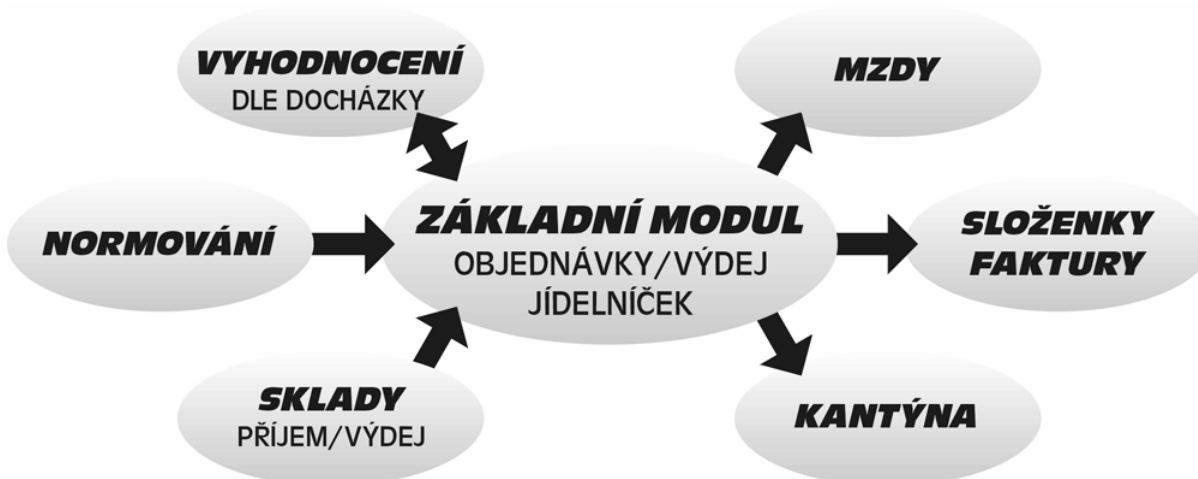 VYHODNOCENÍ
DLE DOCHÁZKY
MZDY
NORMOVÁNÍ
ZÁKLADNÍ MODUL
OBJEDNÁVKY/VÝDEJ
JÍDELNÍČEK
SLOŽENKY
FAKTURY
SKLADY
PŘÍJEM/VÝDEJ
KANTÝNA